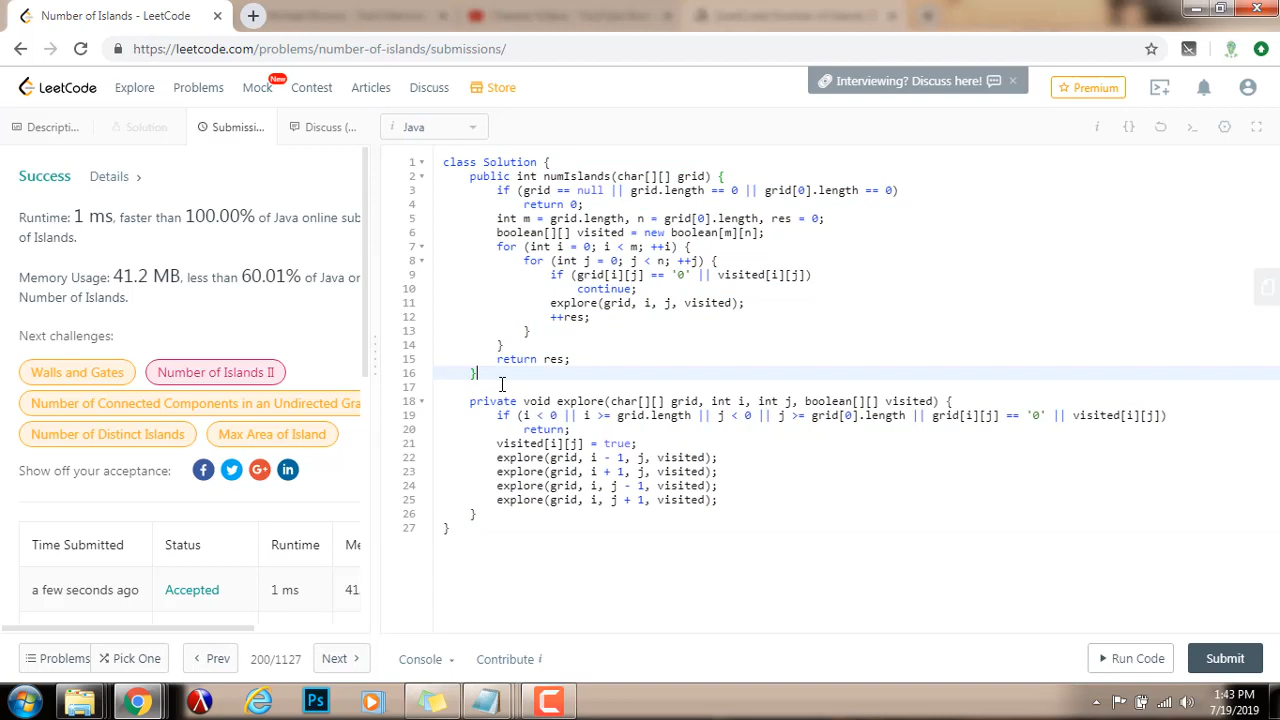 Number of Islands - LeetCode
https://leetcode.com/problems/number-of-islands/submissions/
LeetCode
Explore
Problems
Mock
New
Contest
Articles
Discuss
Store
Interviewing? Discuss here!
Premium
Descripti...
Solution
Submissi...
Discuss (...
i Java
Success
Details >
Runtime: 1 ms, faster than 100.00% of Java online sub
of Islands.
Memory Usage: 41.2 MB, less than 60.01% of Java or
Number of Islands.
Next challenges:
Walls and Gates
Number of Islands II
Number of Connected Components in an Undirected Gra
Number of Distinct Islands
Max Area of Island
Show off your acceptance:
Time Submitted
Status
Runtime
Me
a few seconds ago
Accepted
1 ms
41.
1 class Solution {
2 public int numIslands(char[][] grid) {
3 if (grid == null || grid.length == 0 || grid[0].length == 0)
4 return 0;
5 int m = grid.length, n = grid[0].length, res = 0;
6 boolean[][] visited = new boolean[m][n];
7 for (int i = 0; i < m; ++i) {
8 for (int j = 0; j < n; ++j) {
9 if (grid[i][j] == '0' || visited[i][j])
10 continue;
11 explore(grid, i, j, visited);
12 ++res;
13 }
14 }
15 return res;
16 }
17
18 private void explore(char[][] grid, int i, int j, boolean[][] visited) {
19 if (i < 0 || i >= grid.length || j < 0 || j >= grid[0].length || grid[i][j] == '0' || visited[i][j])
20 return;
21 visited[i][j] = true;
22 explore(grid, i - 1, j, visited);
23 explore(grid, i + 1, j, visited);
24 explore(grid, i, j - 1, visited);
25 explore(grid, i, j + 1, visited);
26 }
27 }
Problems
Pick One
< Prev
200/1127
Next >
Console
Contribute i
Run Code
Submit
Ps
1:43 PM
7/19/2019